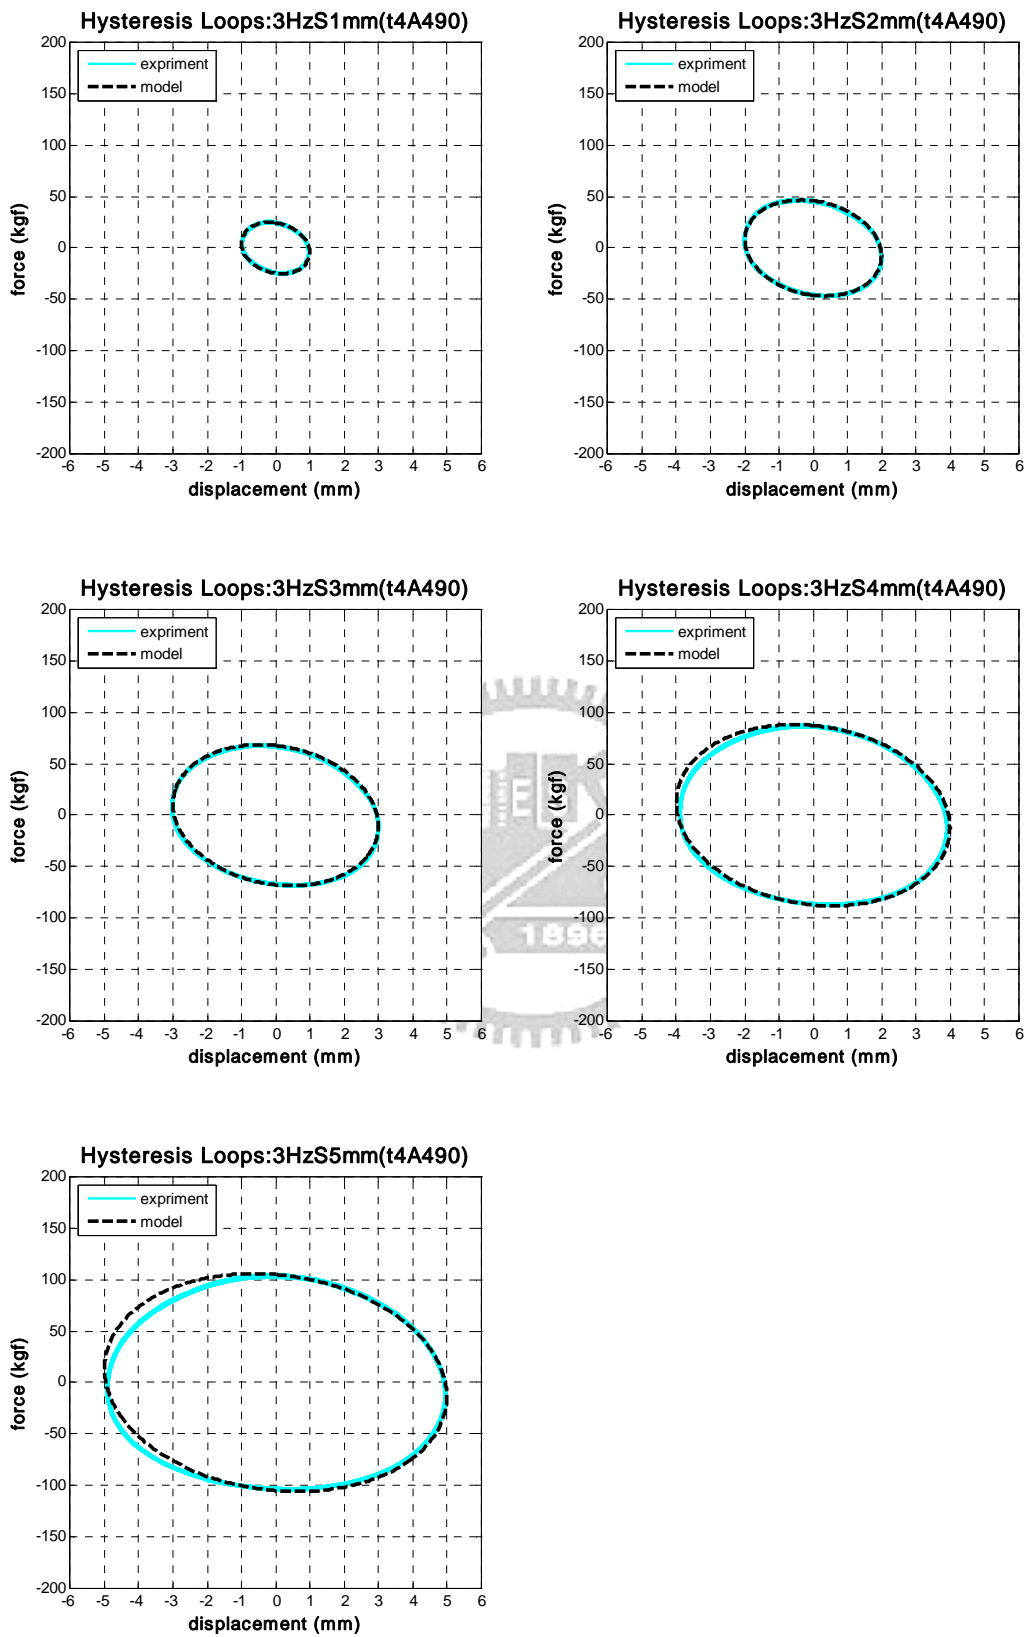 Hysteresis Loops:3HzS1mm(t4A490)
200
150
100
50
0
-50
-100
-150
-200
force (kgf)
expriment
model
-6 -5 -4 -3 -2 -1 0 1 2 3 4 5 6
displacement (mm)
Hysteresis Loops:3HzS2mm(t4A490)
200
150
100
50
0
-50
-100
-150
-200
force (kgf)
expriment
model
-6 -5 -4 -3 -2 -1 0 1 2 3 4 5 6
displacement (mm)
Hysteresis Loops:3HzS3mm(t4A490)
200
150
100
50
0
-50
-100
-150
-200
force (kgf)
expriment
model
-6 -5 -4 -3 -2 -1 0 1 2 3 4 5 6
displacement (mm)
Hysteresis Loops:3HzS4mm(t4A490)
200
150
100
50
0
-50
-100
-150
-200
force (kgf)
expriment
model
-6 -5 -4 -3 -2 -1 0 1 2 3 4 5 6
displacement (mm)
1896
Hysteresis Loops:3HzS5mm(t4A490)
200
150
100
50
0
-50
-100
-150
-200
force (kgf)
expriment
model
-6 -5 -4 -3 -2 -1 0 1 2 3 4 5 6
displacement (mm)